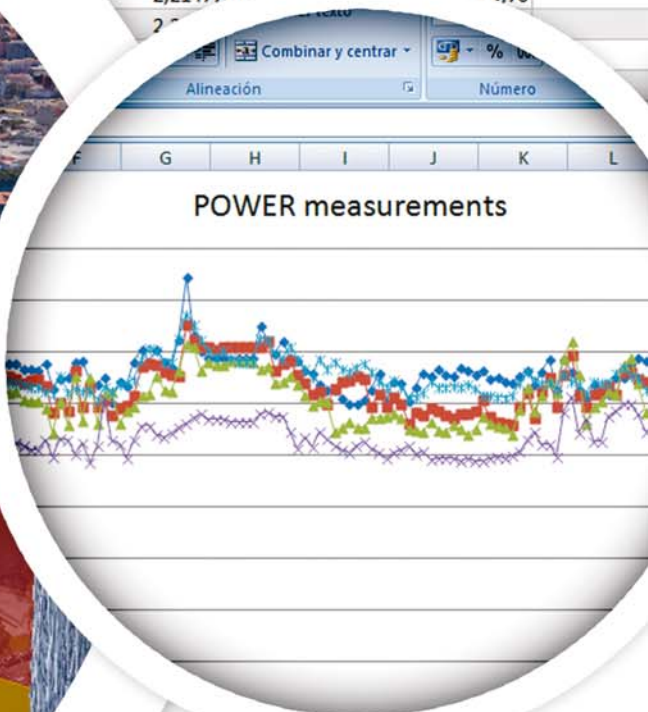 Combinar y centrar
%
Alineación
Número
F G H I J K L
POWER measurements